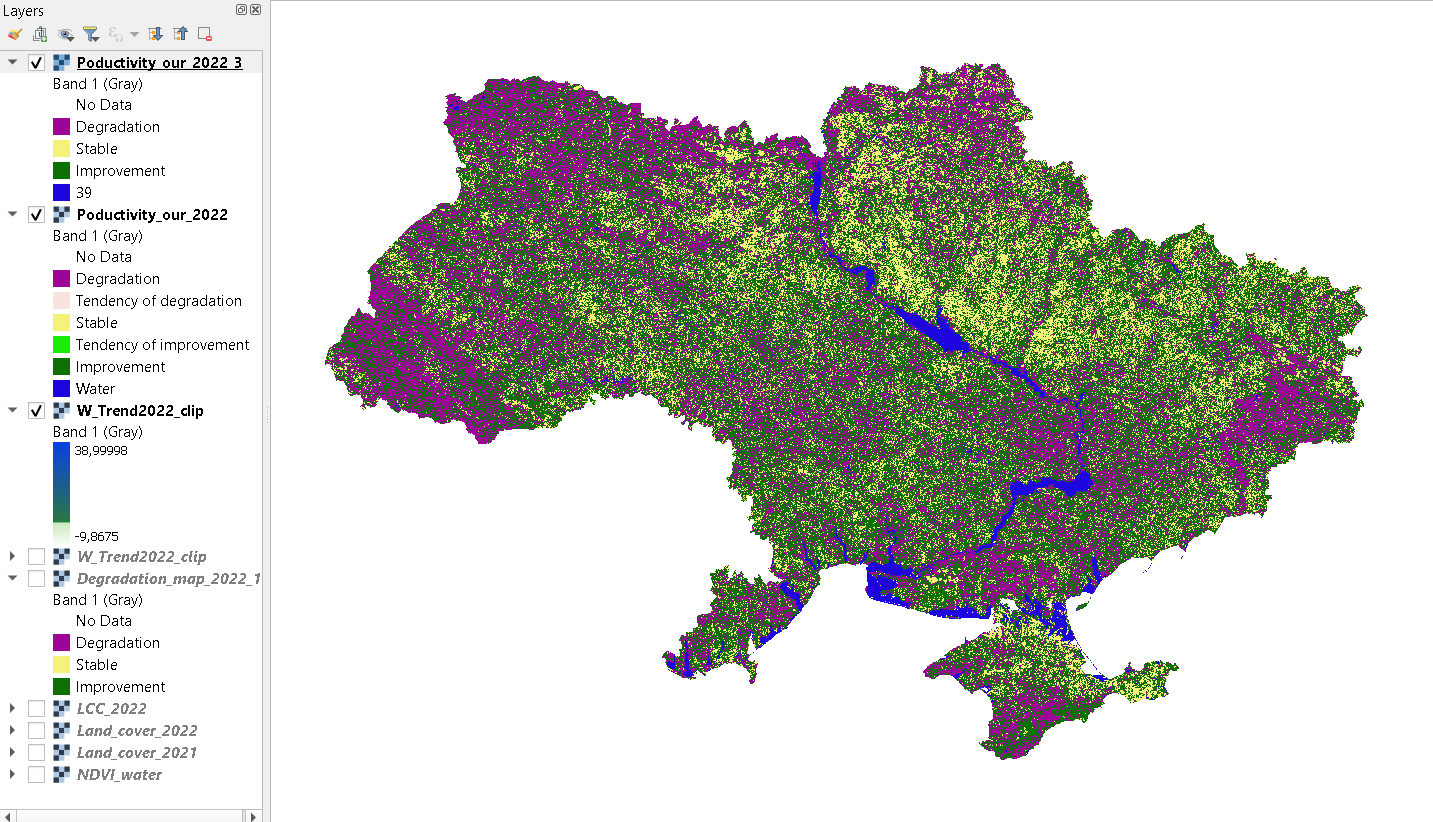 Layers
Poductivity_our_2022_3
Band 1 (Gray)
No Data
Degradation
Stable
Improvement
39
Poductivity_our_2022
Band 1 (Gray)
No Data
Degradation
Tendency of degradation
Stable
Tendency of improvement
Improvement
Water
W_Trend2022_clip
Band 1 (Gray)
38,99998
-9,8675
W_Trend2022_clip
Degradation_map_2022_1
Band 1 (Gray)
No Data
Degradation
Stable
Improvement
LCC_2022
Land_cover_2022
Land_cover_2021
NDVI_water